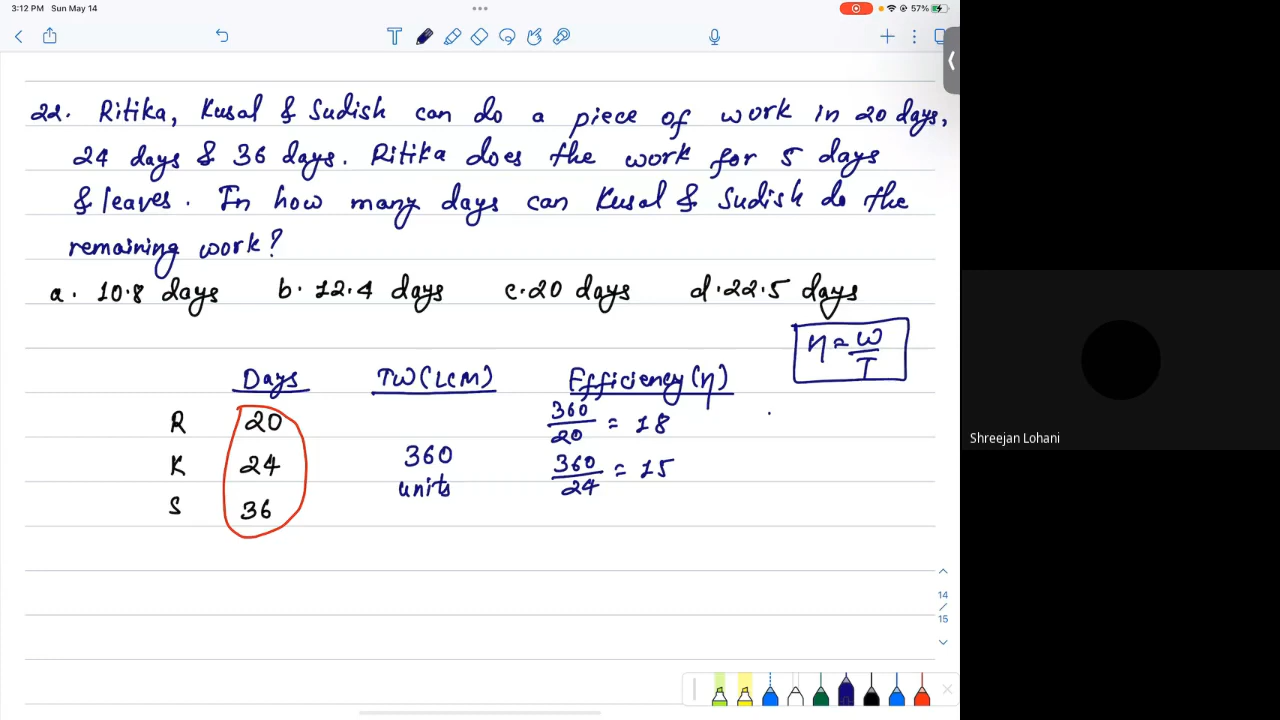 3:12 PM Sun May 14
57%
22. Ritika, Kusal & Sudish can do a piece of work in 20 days,
24 days & 36 days. Ritika does the work for 5 days
& leaves. In how many days can Kusal & Sudish do the
remaining work?
a. 10.8 days b. 12.4 days c. 20 days d. 22.5 days
η = W/T
Days TW(LCM) Efficiency(η)
R 20 360/20 = 18
K 24 360 units 360/24 = 15
S 36
14
/
15
Shreejan Lohani